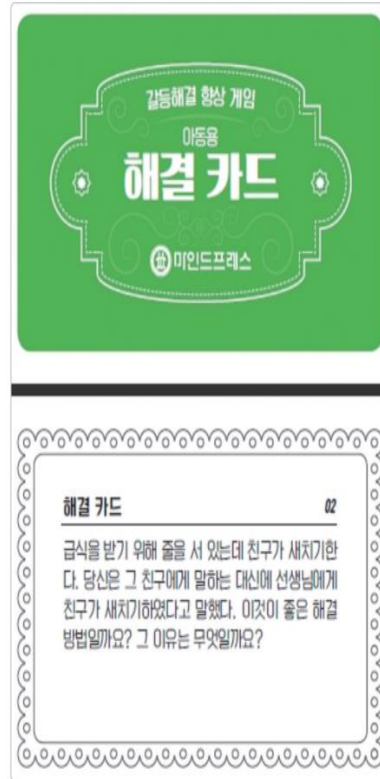 갈등해결 향상 게임
아동용
해결 카드
마인드프레스
해결 카드 02
급식을 받기 위해 줄을 서 있는데 친구가 새치기한
다. 당신은 그 친구에게 말하는 대신에 선생님에게
친구가 새치기하였다고 말했다. 이것이 좋은 해결
방법일까요? 그 이유는 무엇일까요?